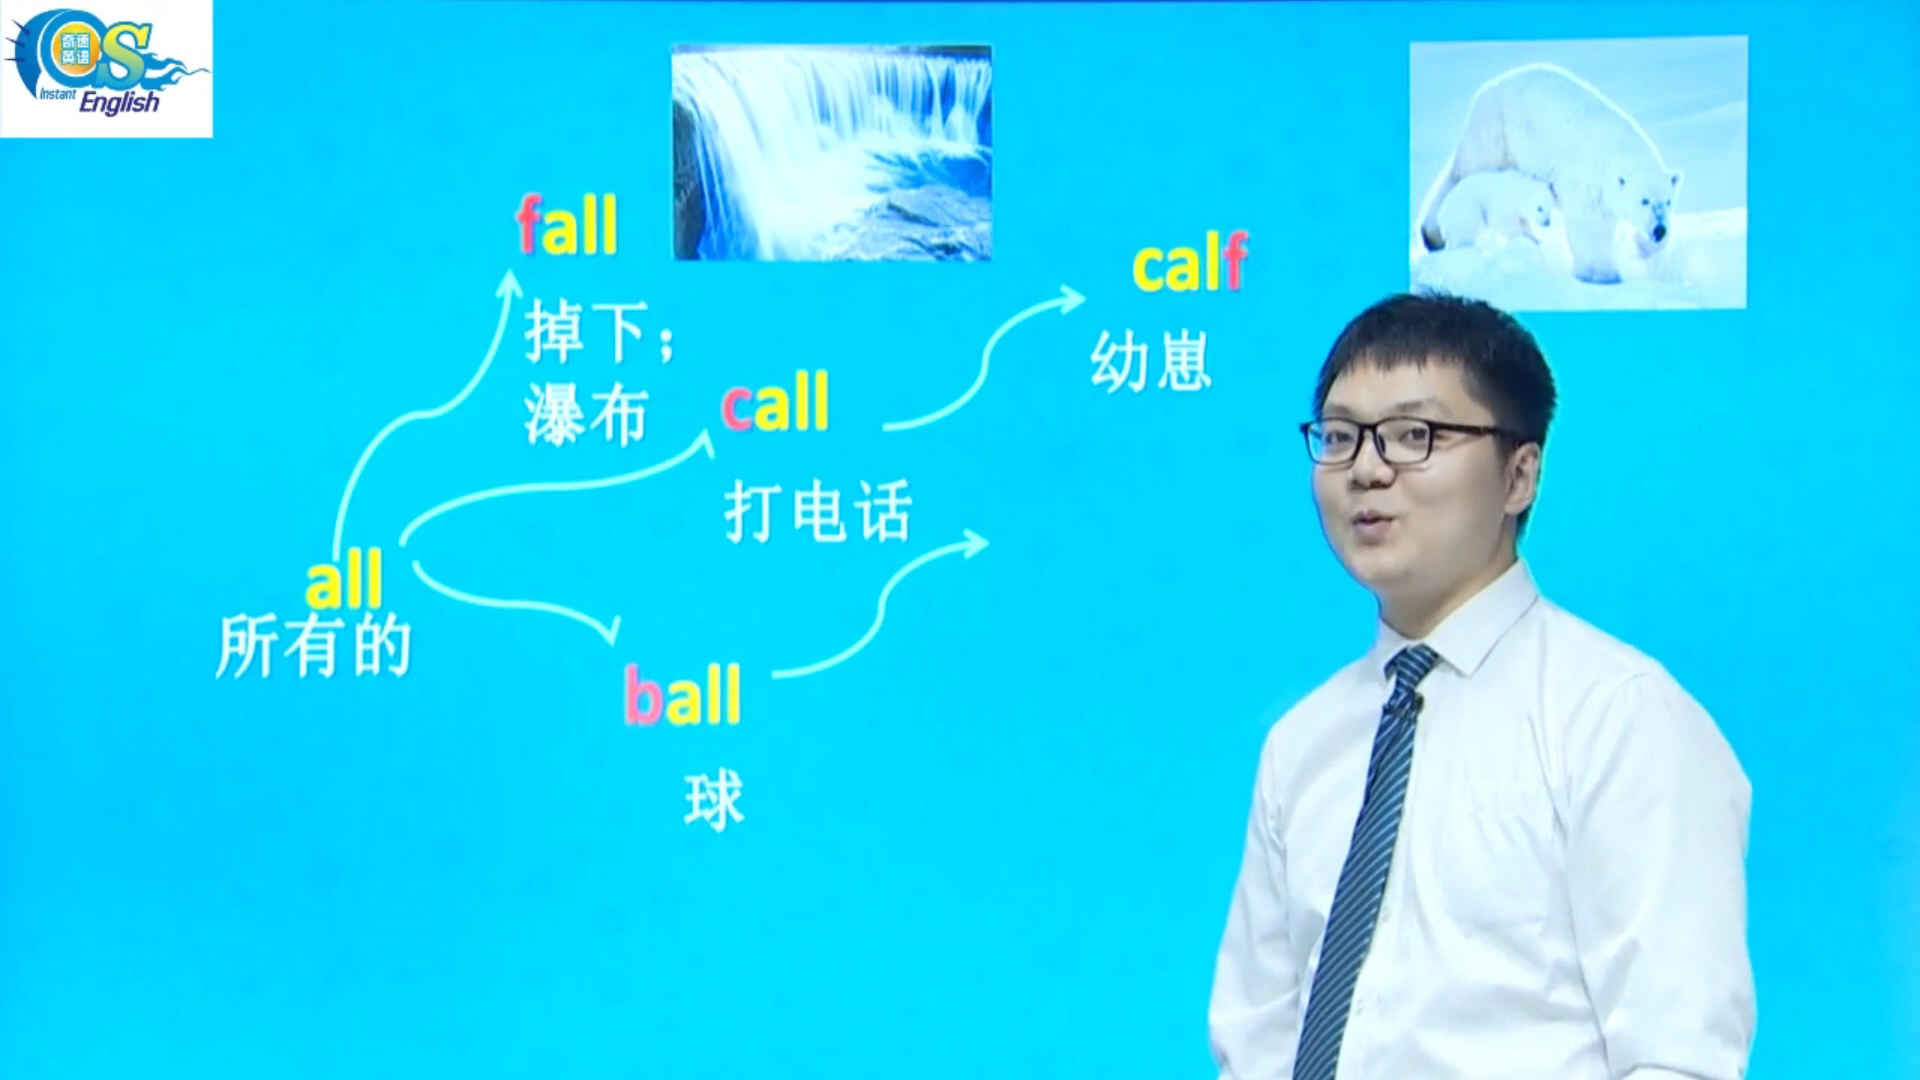 奇速
英语
QS
Instant
English
fall
掉下；
瀑布
calf
幼崽
call
打电话
all
所有的
ball
球